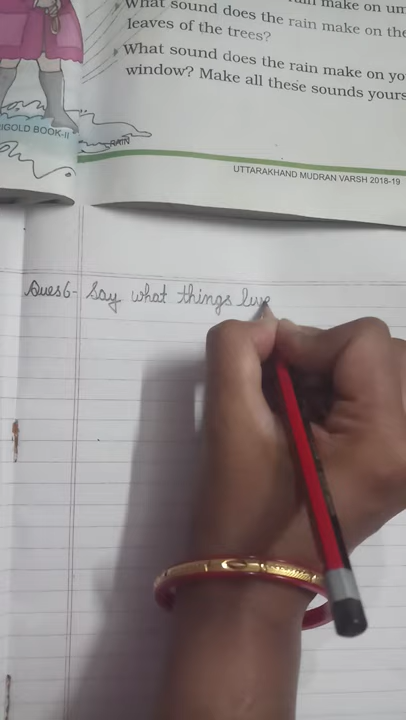 What sound does the rain make on the
leaves of the trees?
What sound does the rain make on yo
window? Make all these sounds yours
IGOLD BOOK-II
RAIN
UTTARAKHAND MUDRAN VARSH 2018-19
Ques6- Say what things live